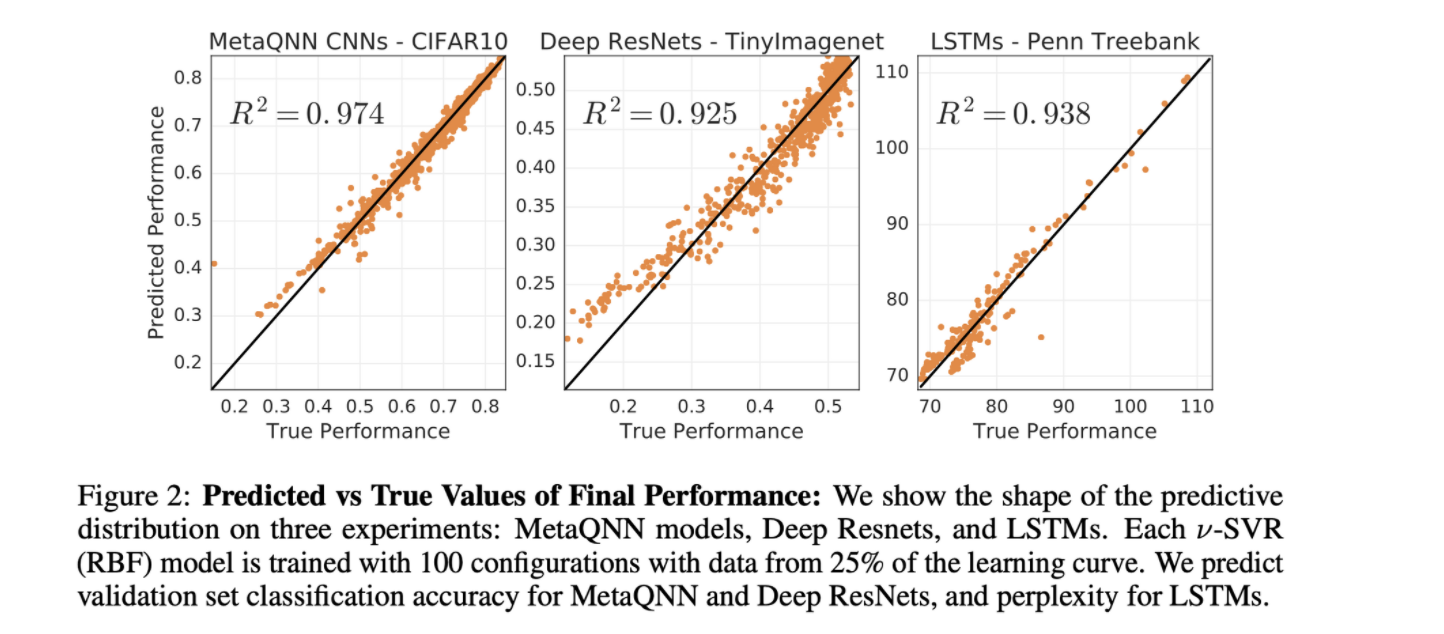 MetaQNN CNNs - CIFAR10
Deep ResNets - TinyImagenet
LSTMs - Penn Treebank
Predicted Performance
0.8
0.7
0.6
0.5
0.4
0.3
0.2
R² = 0.974
0.2 0.3 0.4 0.5 0.6 0.7 0.8
True Performance
0.50
0.45
0.40
0.35
0.30
0.25
0.20
0.15
R² = 0.925
0.2 0.3 0.4 0.5
True Performance
110
100
90
80
70
R² = 0.938
70 80 90 100 110
True Performance
Figure 2: Predicted vs True Values of Final Performance: We show the shape of the predictive
distribution on three experiments: MetaQNN models, Deep Resnets, and LSTMs. Each ν-SVR
(RBF) model is trained with 100 configurations with data from 25% of the learning curve. We predict
validation set classification accuracy for MetaQNN and Deep ResNets, and perplexity for LSTMs.